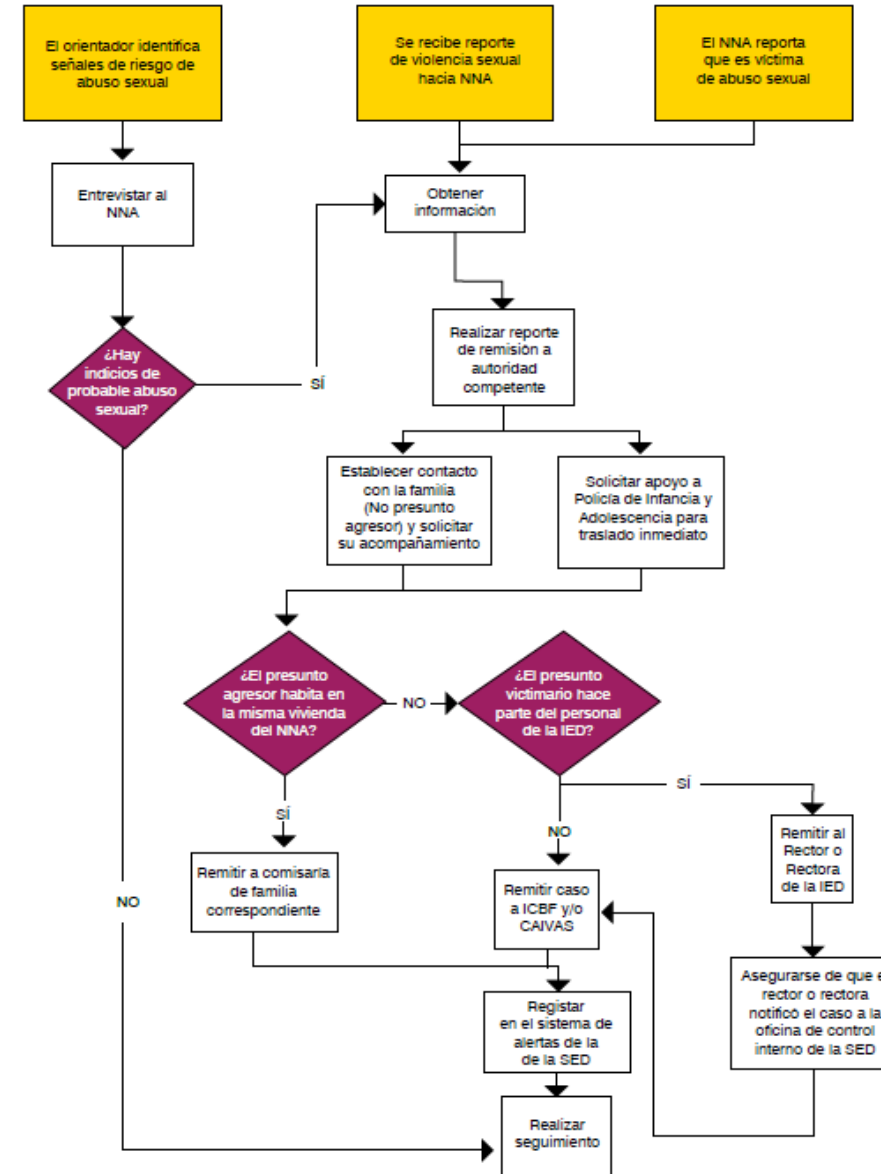 El orientador identifica
señales de riesgo de
abuso sexual
Se recibe reporte
de violencia sexual
hacia NNA
El NNA reporta
que es víctima
de abuso sexual
Entrevistar al
NNA
Obtener
información
¿Hay
indicios de
probable abuso
sexual?
SÍ
Realizar reporte
de remisión a
autoridad
competente
Establecer contacto
con la familia
(No presunto
agresor) y solicitar
su acompañamiento
Solicitar apoyo a
Policía de Infancia y
Adolescencia para
traslado inmediato
¿El presunto
agresor habita en
la misma vivienda
del NNA?
NO
¿El presunto
victimario hace
parte del personal
de la IED?
SÍ
SÍ
NO
Remitir al
Rector o
Rectora
de la IED
Remitir a comisaría
de familia
correspondiente
NO
Remitir caso
a ICBF y/o
CAIVAS
Asegurarse de que e
rector o rectora
notificó el caso a la
oficina de control
interno de la SED
Registar
en el sistema de
alertas de la
de la SED
Realizar
seguimiento